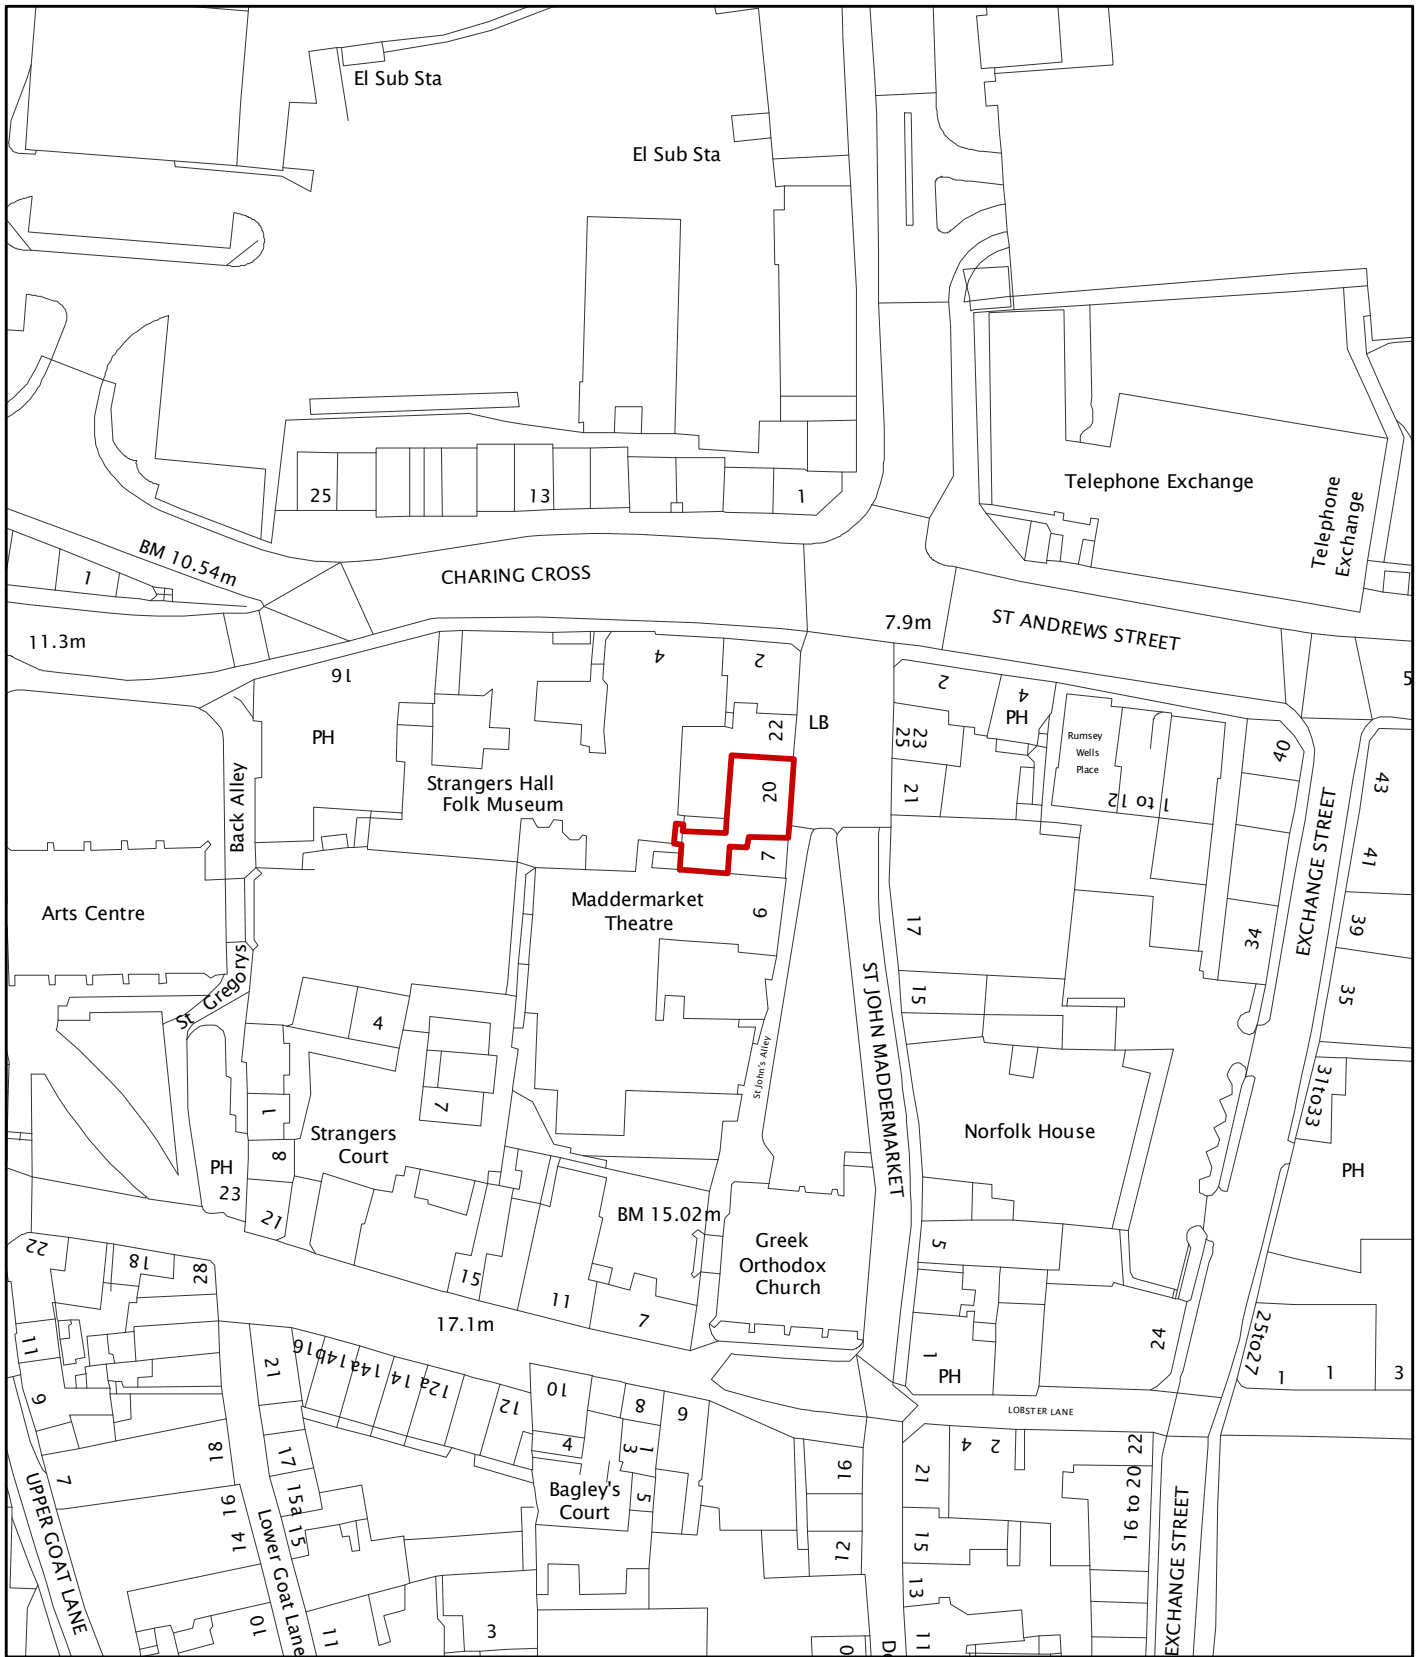 El Sub Sta
El Sub Sta
25
13
1
Telephone Exchange
Telephone
Exchange
BM 10.54m
1
CHARING CROSS
11.3m
7.9m
ST ANDREWS STREET
5
16
4
2
2
4
PH
PH
LB
22
23
25
Rumsey
Wells
Place
40
Back Alley
Strangers Hall
Folk Museum
20
21
1 to 12
43
EXCHANGE STREET
41
7
Arts Centre
Maddermarket
Theatre
9
17
34
39
St Gregorys
ST JOHN MADDERMARKET
15
35
4
St John's Alley
7
1
31to33
Strangers
Court
Norfolk House
8
PH
23
PH
21
BM 15.02m
Greek
Orthodox
Church
5
22
18
28
15
11
7
17.1m
11
21
16
14b
14a
14
12a
12
10
8
6
1
PH
24
25to27
1
1
3
LOBSTER LANE
9
4
1
3
2
4
22
18
17
16
21
7
UPPER GOAT LANE
15a
Bagley's
Court
5
16 to 20
16
14
15
12
15
Lower Goat Lane
EXCHANGE STREET
13
10
11
3
0
11